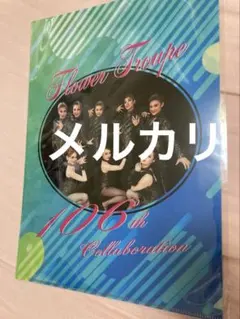 Flower Troupe
メルカリ
106th
Collaboration